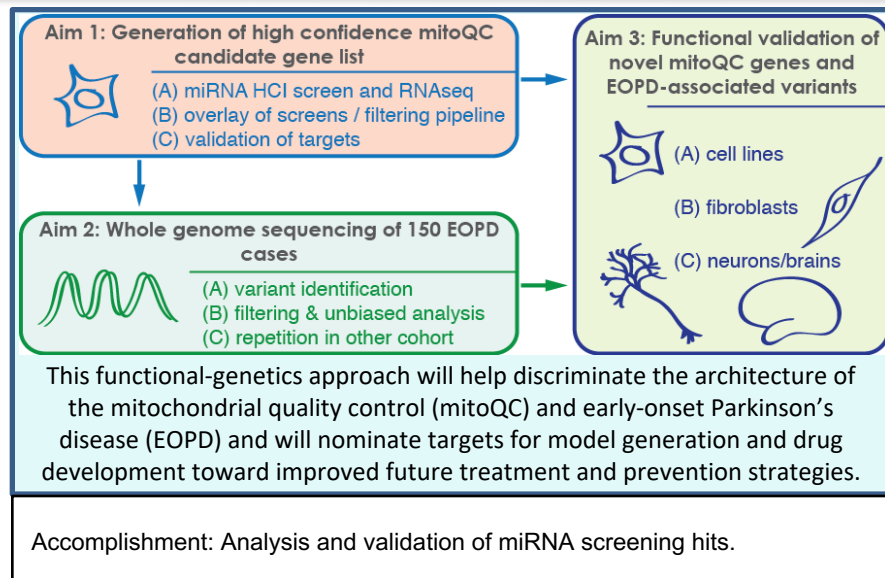 Aim 1: Generation of high confidence mitoQC
candidate gene list
(A) miRNA HCI screen and RNAseq
(B) overlay of screens / filtering pipeline
(C) validation of targets
Aim 2: Whole genome sequencing of 150 EOPD
cases
(A) variant identification
(B) filtering & unbiased analysis
(C) repetition in other cohort
Aim 3: Functional validation of
novel mitoQC genes and
EOPD-associated variants
(A) cell lines
(B) fibroblasts
(C) neurons/brains
This functional-genetics approach will help discriminate the architecture of
the mitochondrial quality control (mitoQC) and early-onset Parkinson’s
disease (EOPD) and will nominate targets for model generation and drug
development toward improved future treatment and prevention strategies.
Accomplishment: Analysis and validation of miRNA screening hits.